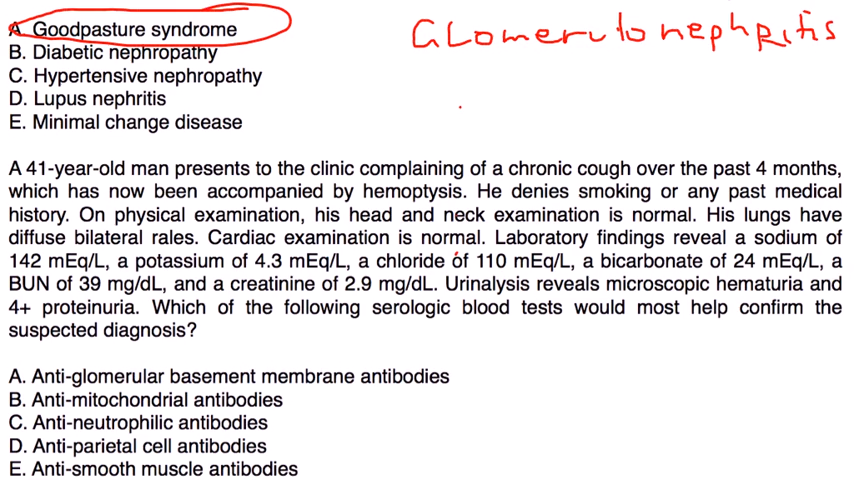 A. Goodpasture syndrome
GLomerulonephRitis
B. Diabetic nephropathy
C. Hypertensive nephropathy
D. Lupus nephritis
E. Minimal change disease
A 41-year-old man presents to the clinic complaining of a chronic cough over the past 4 months,
which has now been accompanied by hemoptysis. He denies smoking or any past medical
history. On physical examination, his head and neck examination is normal. His lungs have
diffuse bilateral rales. Cardiac examination is normal. Laboratory findings reveal a sodium of
142 mEq/L, a potassium of 4.3 mEq/L, a chloride of 110 mEq/L, a bicarbonate of 24 mEq/L, a
BUN of 39 mg/dL, and a creatinine of 2.9 mg/dL. Urinalysis reveals microscopic hematuria and
4+ proteinuria. Which of the following serologic blood tests would most help confirm the
suspected diagnosis?
A. Anti-glomerular basement membrane antibodies
B. Anti-mitochondrial antibodies
C. Anti-neutrophilic antibodies
D. Anti-parietal cell antibodies
E. Anti-smooth muscle antibodies